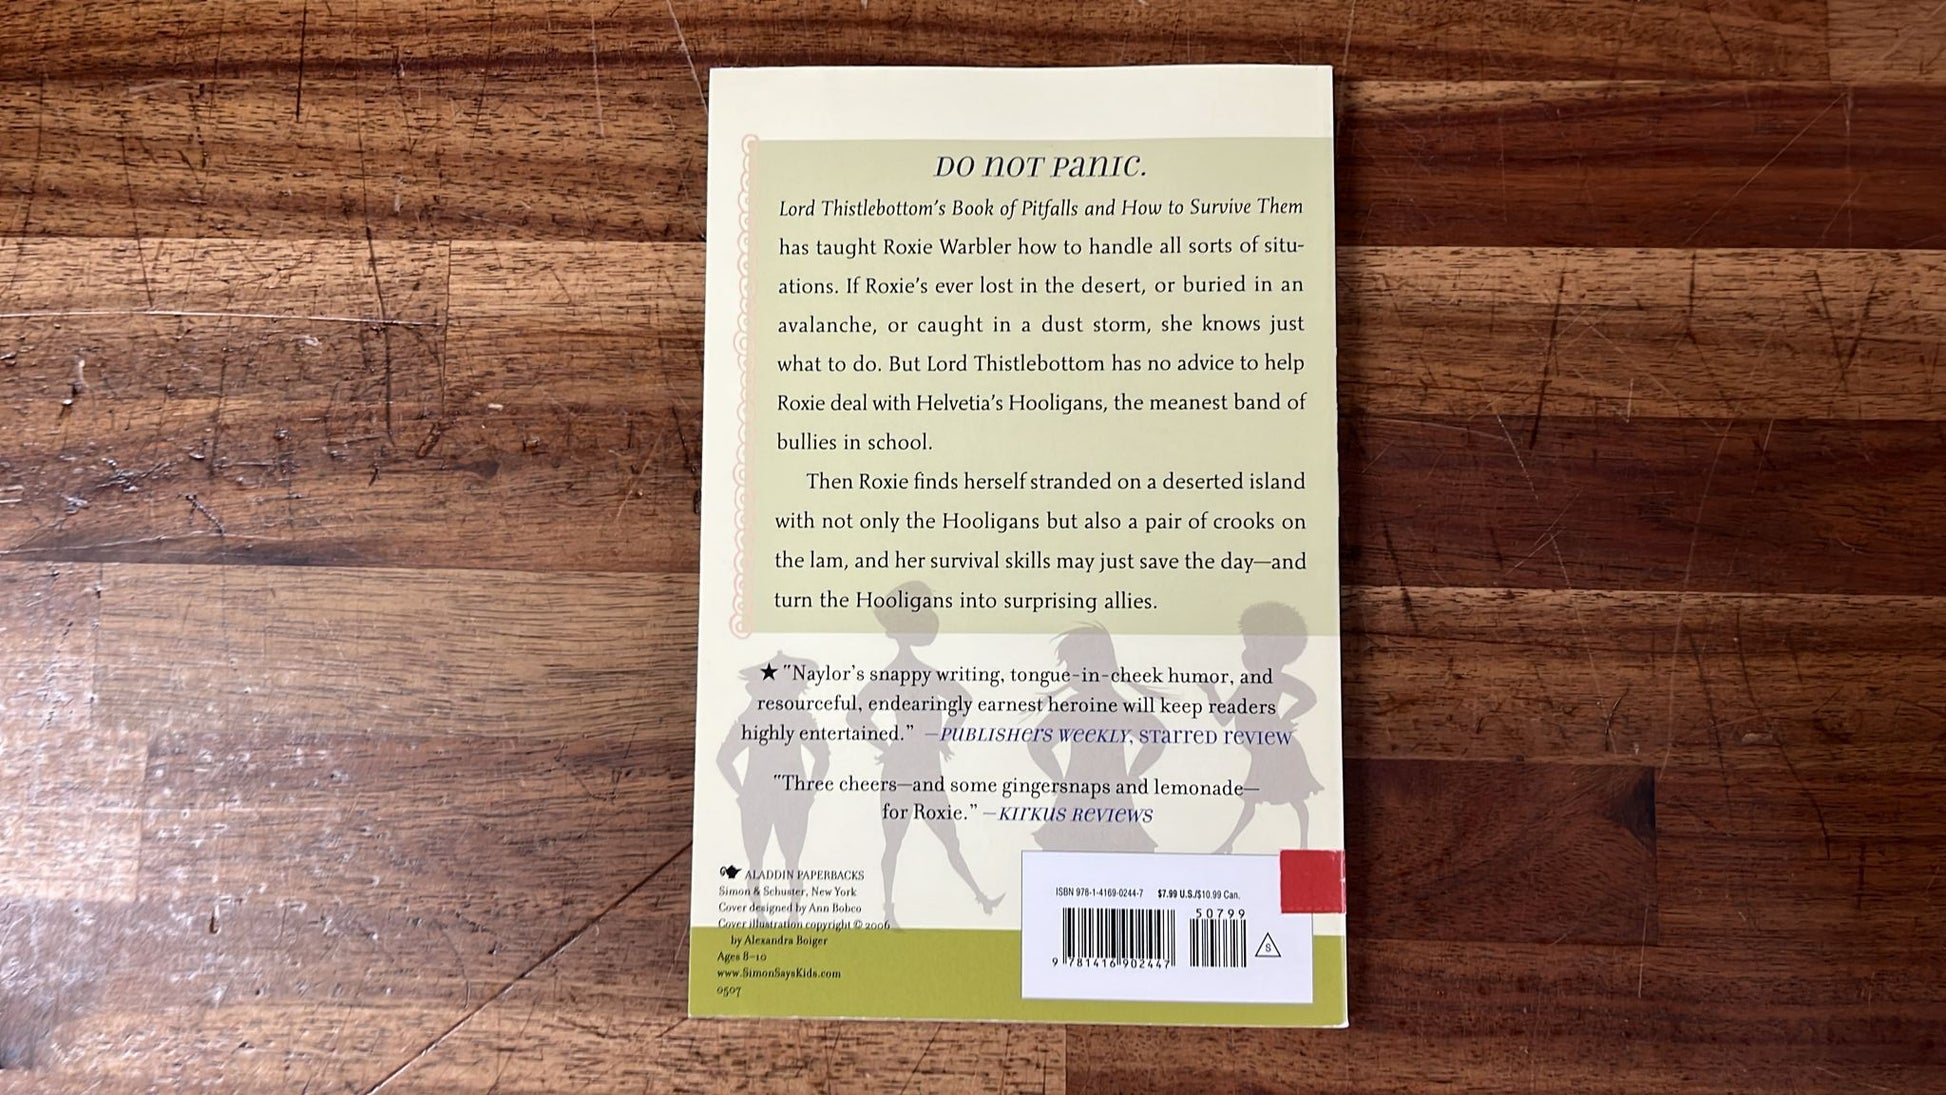 DO NOT PANIC.
Lord Thistlebottom's Book of Pitfalls and How to Survive Them
has taught Roxie Warbler how to handle all sorts of situ-
ations. If Roxie's ever lost in the desert, or buried in an
avalanche, or caught in a dust storm, she knows just
what to do. But Lord Thistlebottom has no advice to help
Roxie deal with Helvetia's Hooligans, the meanest band of
bullies in school.
Then Roxie finds herself stranded on a deserted island
with not only the Hooligans but also a pair of crooks on
the lam, and her survival skills may just save the day—and
turn the Hooligans into surprising allies.
★ "Naylor's snappy writing, tongue-in-cheek humor, and
resourceful, endearingly earnest heroine will keep readers
highly entertained." —PUBLISHERS WEEKLY, STARRED REVIEW
"Three cheers—and some gingersnaps and lemonade—
for Roxie." —KIRKUS REVIEWS
ALADDIN PAPERBACKS
Simon & Schuster, New York
Cover designed by Ann Bobco
Cover illustration copyright © 2006
by Alexandra Boiger
Ages 8–10
www.SimonSaysKids.com
0507
ISBN 978-1-4169-0244-7 $7.99 U.S./$10.99 Can.
50799
9 781416 902447
S